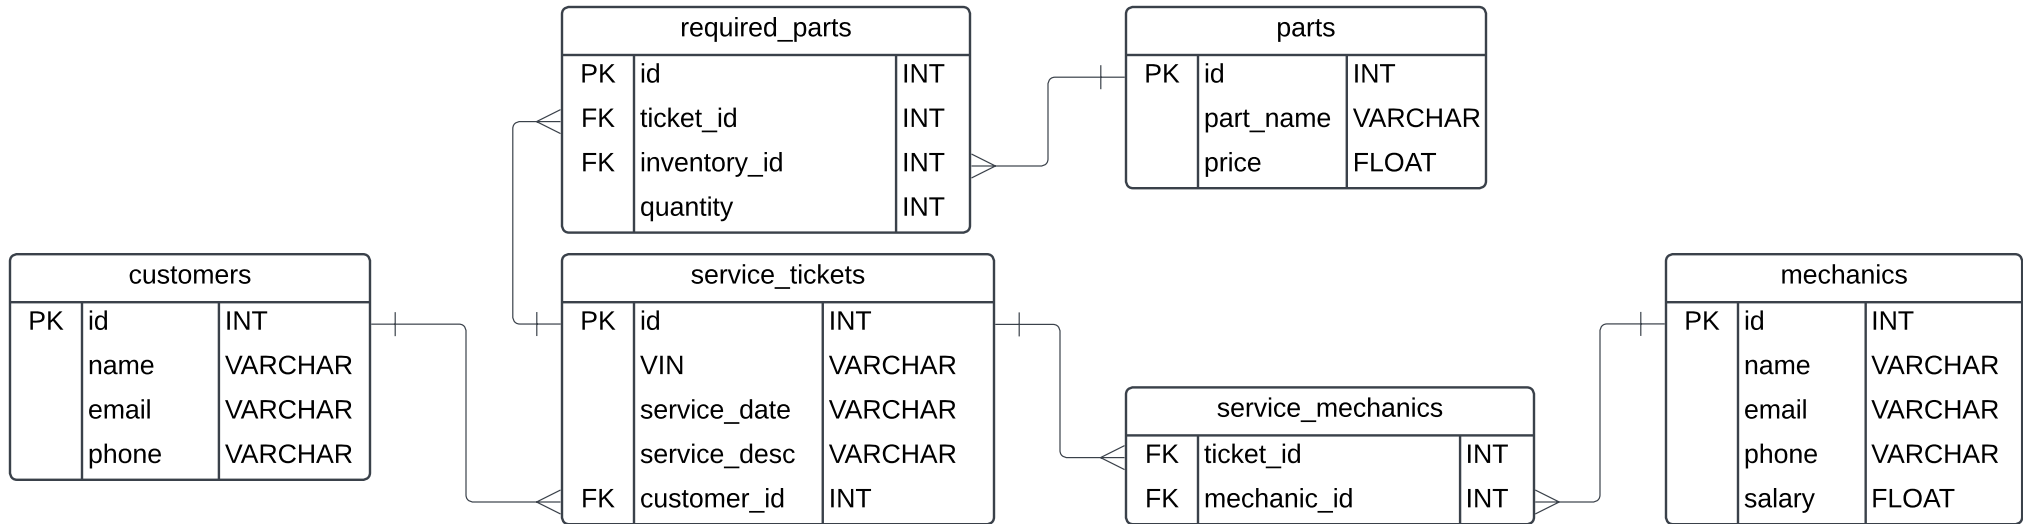 required_parts
PK id INT
FK ticket_id INT
FK inventory_id INT
quantity INT
parts
PK id INT
part_name VARCHAR
price FLOAT
customers
PK id INT
name VARCHAR
email VARCHAR
phone VARCHAR
service_tickets
PK id INT
VIN VARCHAR
service_date VARCHAR
service_desc VARCHAR
FK customer_id INT
service_mechanics
FK ticket_id INT
FK mechanic_id INT
mechanics
PK id INT
name VARCHAR
email VARCHAR
phone VARCHAR
salary FLOAT